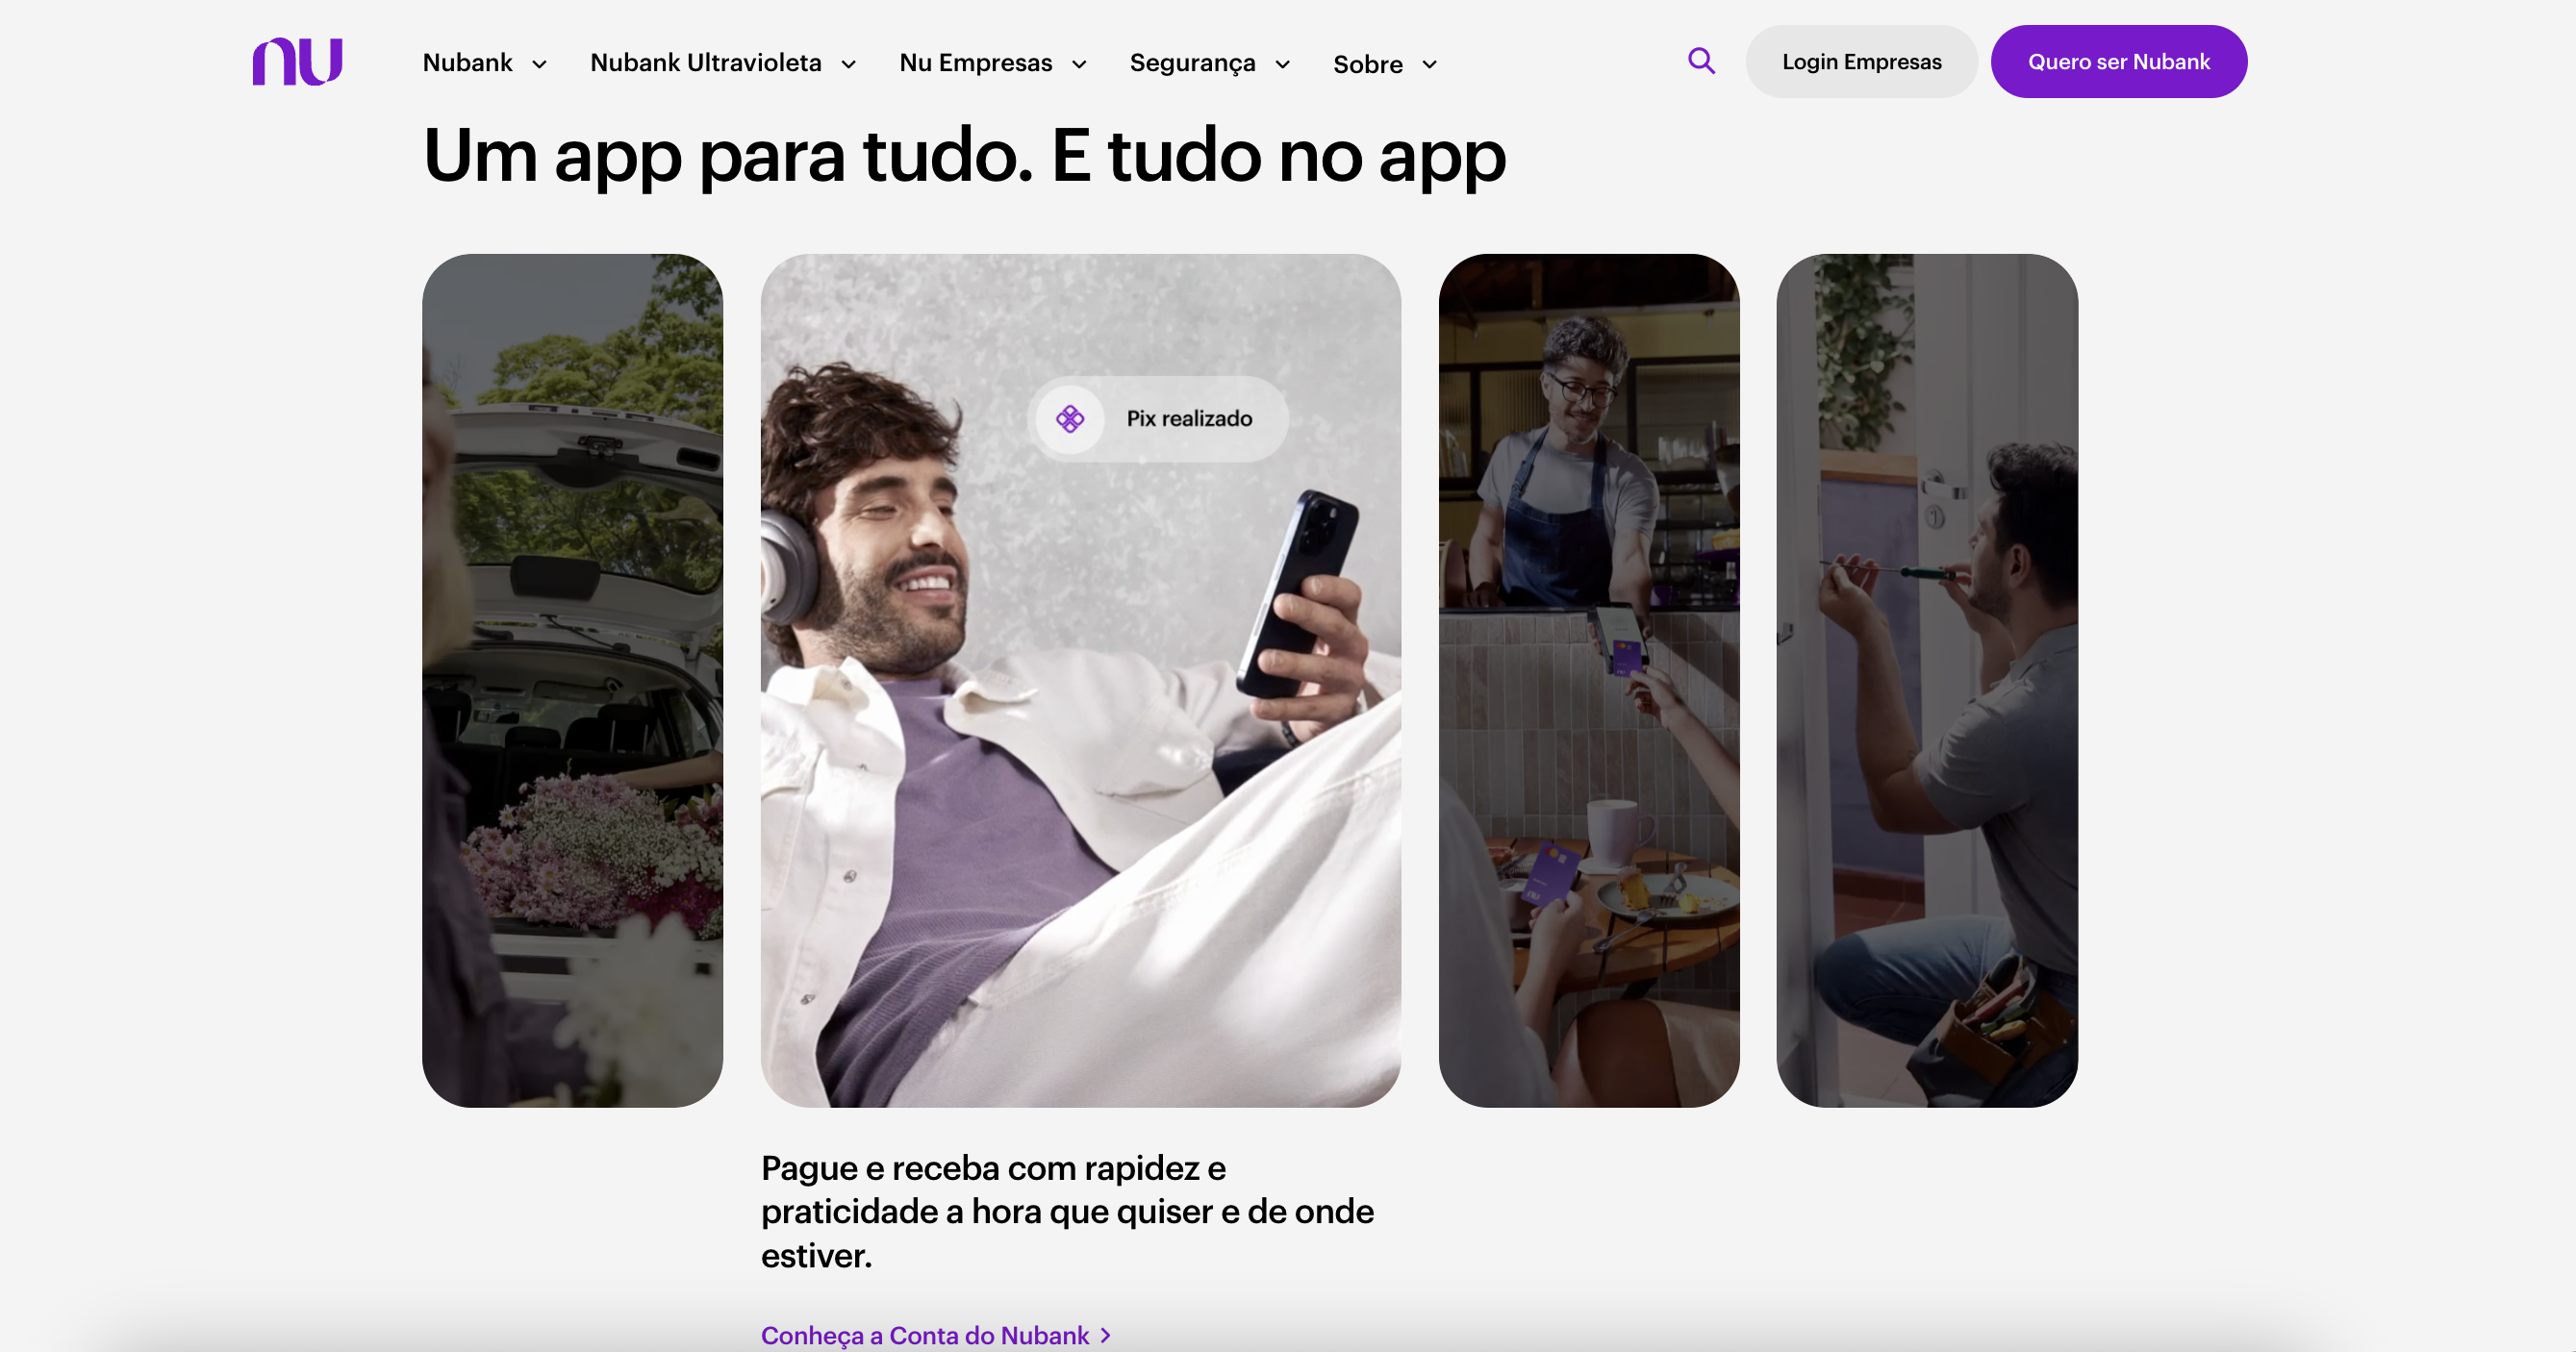 nu
Nubank
Nubank Ultravioleta
Nu Empresas
Segurança
Sobre
Login Empresas
Quero ser Nubank
Um app para tudo. E tudo no app
Pix realizado
nu
Pague e receba com rapidez e
praticidade a hora que quiser e de onde
estiver.
Conheça a Conta do Nubank